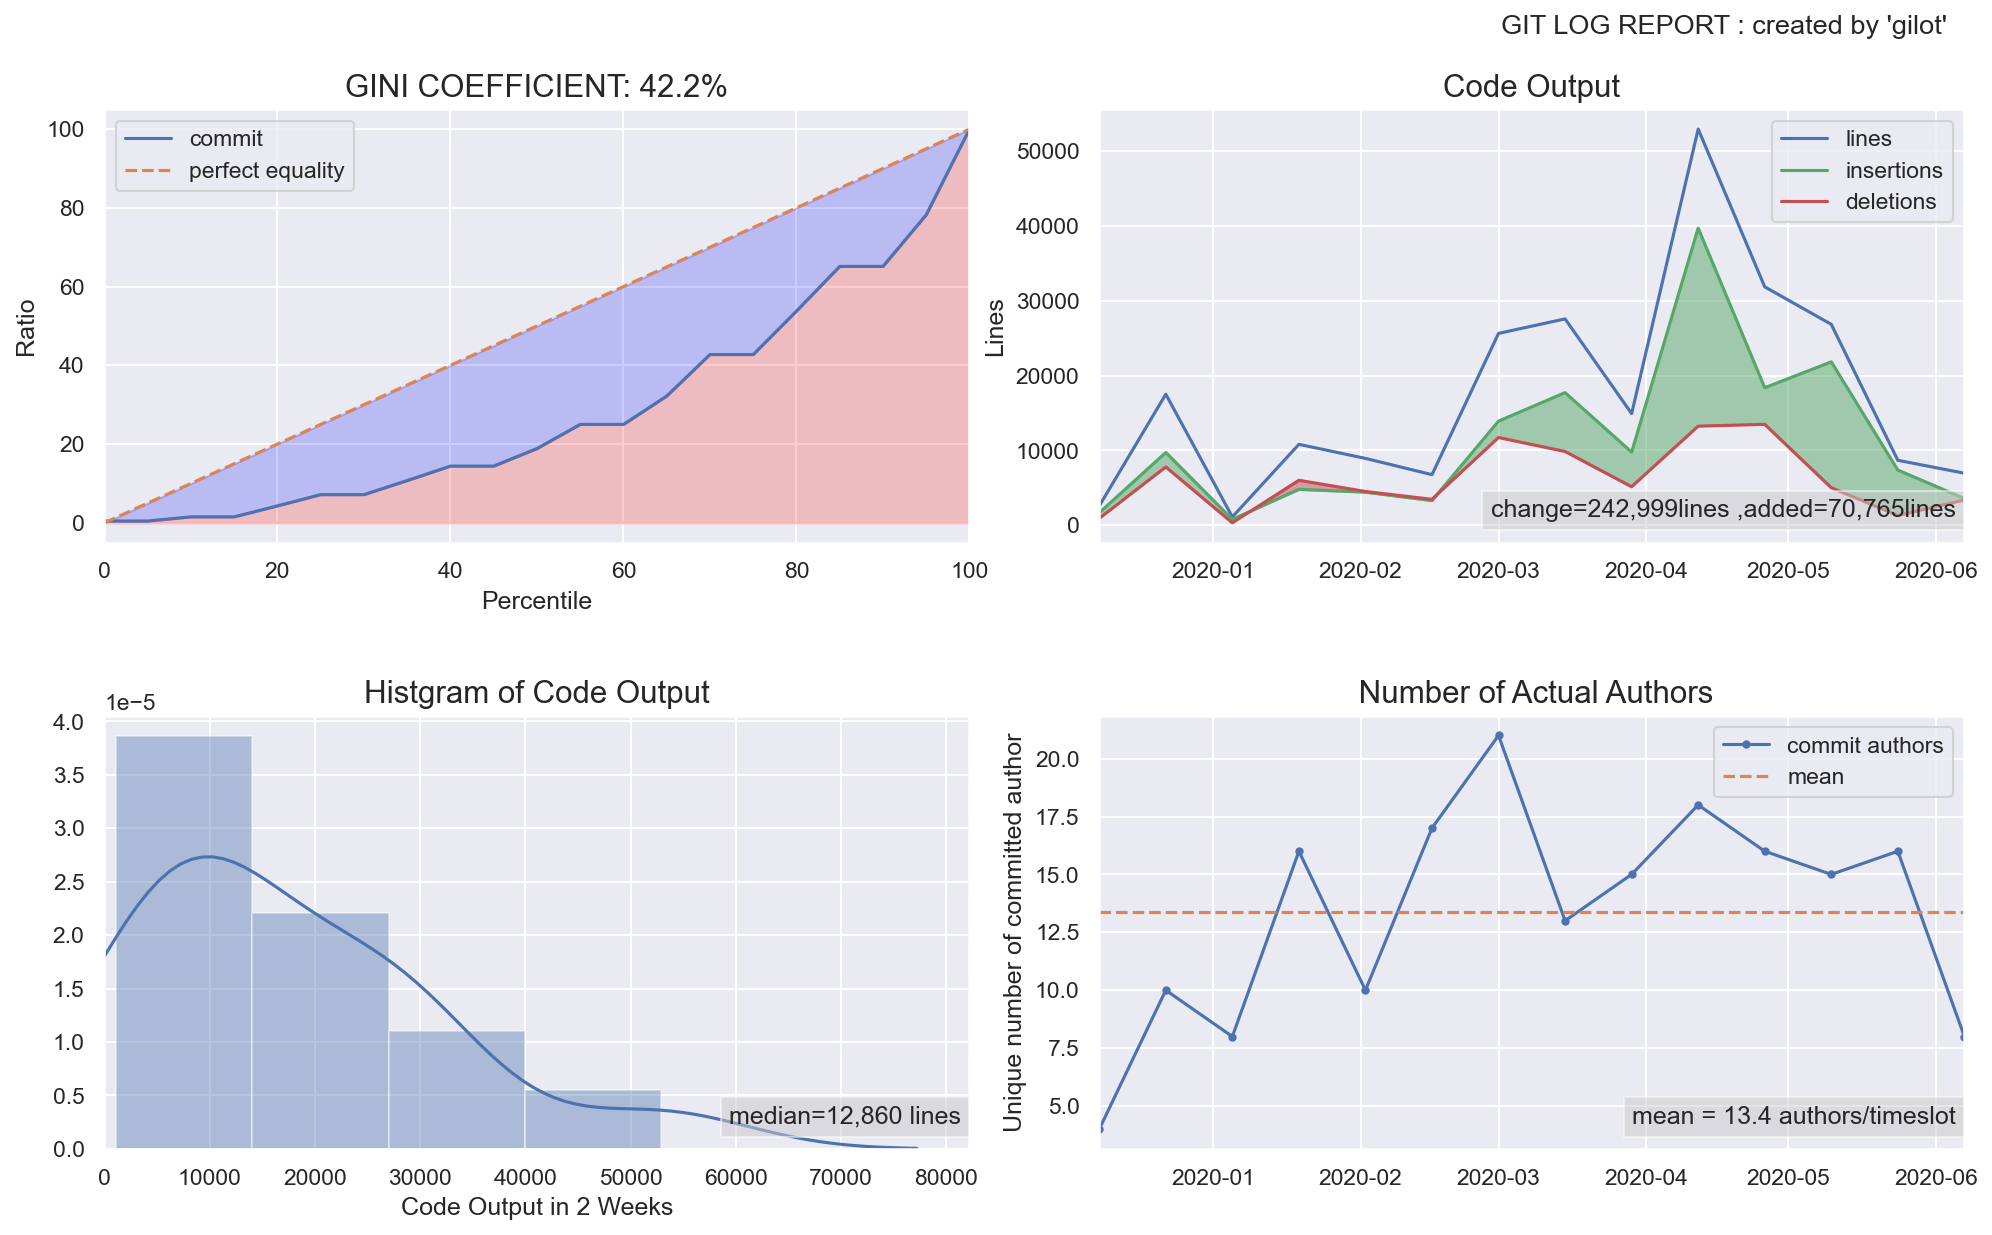 GIT LOG REPORT : created by 'gilot'
GINI COEFFICIENT: 42.2%
commit
perfect equality
Ratio
100
80
60
40
20
0
0 20 40 60 80 100
Percentile
Code Output
lines
insertions
deletions
Lines
50000
40000
30000
20000
10000
0
change=242,999lines ,added=70,765lines
2020-01 2020-02 2020-03 2020-04 2020-05 2020-06
Histgram of Code Output
1e−5
4.0
3.5
3.0
2.5
2.0
1.5
1.0
0.5
0.0
median=12,860 lines
0 10000 20000 30000 40000 50000 60000 70000 80000
Code Output in 2 Weeks
Number of Actual Authors
commit authors
mean
Unique number of committed author
20.0
17.5
15.0
12.5
10.0
7.5
5.0
mean = 13.4 authors/timeslot
2020-01 2020-02 2020-03 2020-04 2020-05 2020-06